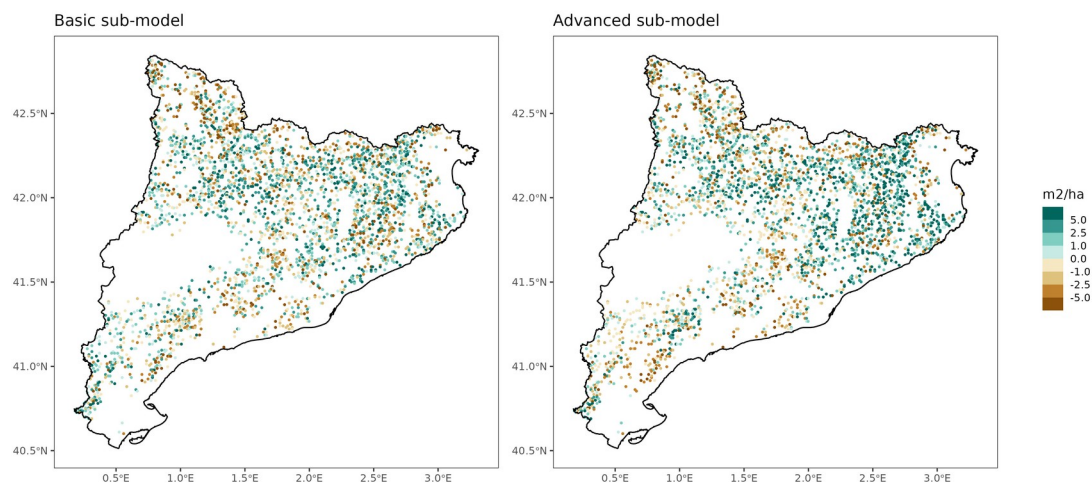 Basic sub-model
Advanced sub-model
42.5°N
42.0°N
41.5°N
41.0°N
40.5°N
0.5°E
1.0°E
1.5°E
2.0°E
2.5°E
3.0°E
42.5°N
42.0°N
41.5°N
41.0°N
40.5°N
0.5°E
1.0°E
1.5°E
2.0°E
2.5°E
3.0°E
m2/ha
5.0
2.5
1.0
0.0
-1.0
-2.5
-5.0